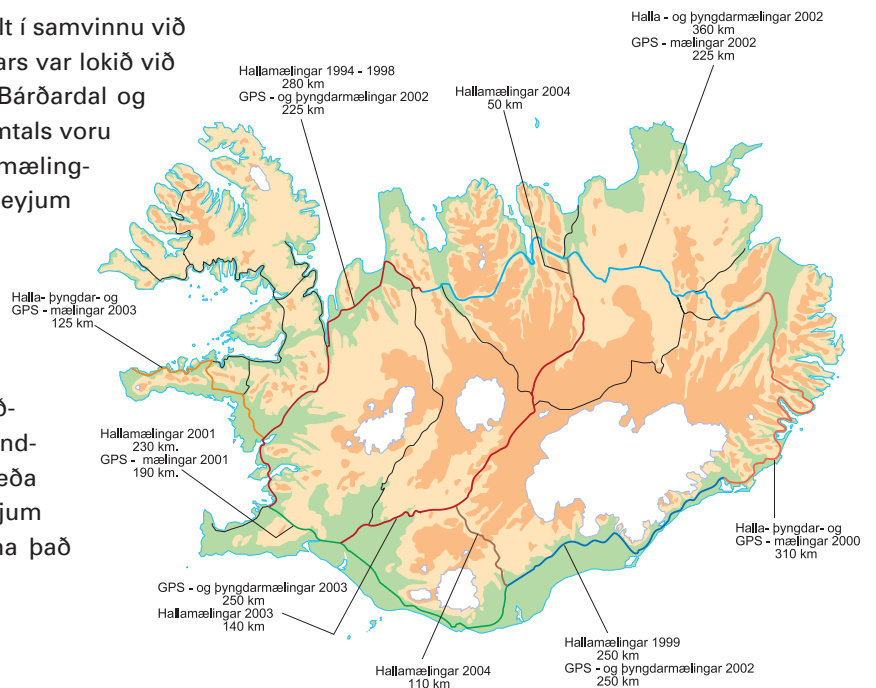 lt í samvinnu við
ars var lokið við
Bárðardal og
mtals voru
mæling-
eyjum
ð-
nd-
eða
jum
na það
Hallamælingar 1994 - 1998
280 km
GPS - og þyngdarmælingar 2002
225 km
Hallamælingar 2004
50 km
Halla - og þyngdarmælingar 2002
360 km
GPS - mælingar 2002
225 km
Halla- þyngdar- og
GPS - mælingar 2003
125 km
Hallamælingar 2001
230 km.
GPS - mælingar 2001
190 km.
GPS - og þyngdarmælingar 2003
250 km
Hallamælingar 2003
140 km
Hallamælingar 2004
110 km
Hallamælingar 1999
250 km
GPS - og þyngdarmælingar 2002
250 km
Halla- þyngdar- og
GPS - mælingar 2000
310 km